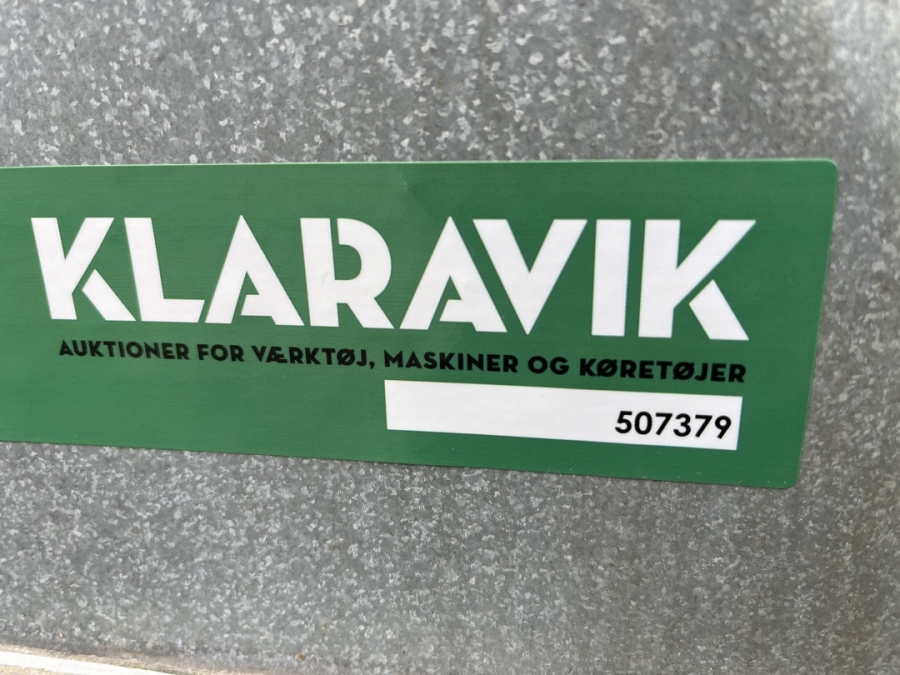 KLARAVIK
AUKTIONER FOR VÆRKTØJ, MASKINER OG KØRETØJER
507379